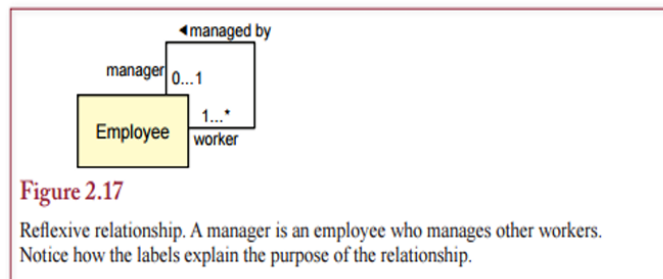 ◄managed by
manager
0...1
1...*
Employee
worker
Figure 2.17
Reflexive relationship. A manager is an employee who manages other workers.
Notice how the labels explain the purpose of the relationship.